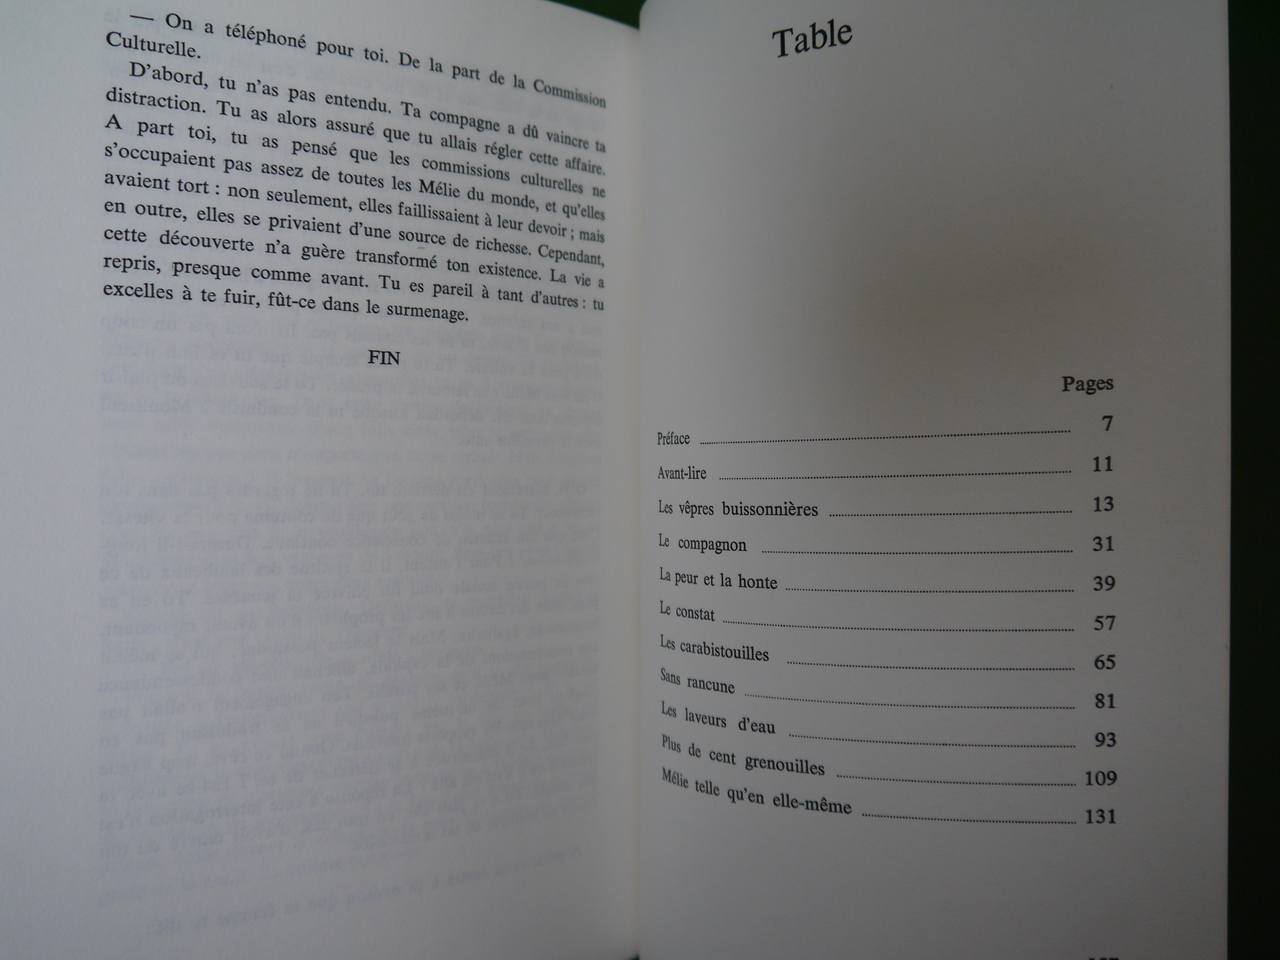 — On a téléphoné pour toi. De la part de la Commission
Culturelle.
D'abord, tu n'as pas entendu. Ta compagne a dû vaincre ta
distraction. Tu as alors assuré que tu allais régler cette affaire.
A part toi, tu as pensé que les commissions culturelles ne
s'occupaient pas assez de toutes les Mélie du monde, et qu'elles
avaient tort : non seulement, elles faillissaient à leur devoir ; mais
en outre, elles se privaient d'une source de richesse. Cependant,
cette découverte n'a guère transformé ton existence. La vie a
repris, presque comme avant. Tu es pareil à tant d'autres : tu
excelles à te fuir, fût-ce dans le surmenage.
FIN
Table
Pages
Préface 7
Avant-lire 11
Les vêpres buissonnières 13
Le compagnon 31
La peur et la honte 39
Le constat 57
Les carabistouilles 65
Sans rancune 81
Les laveurs d'eau 93
Plus de cent grenouilles 109
Mélie telle qu'en elle-même 131